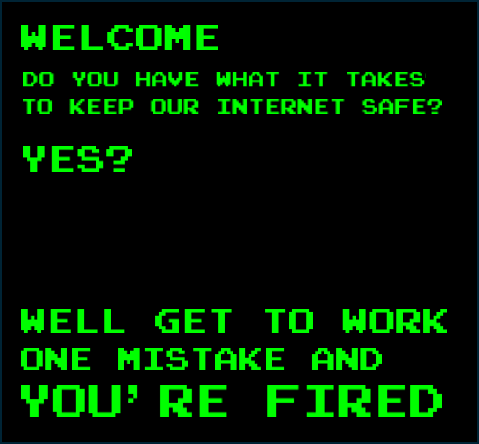 WELCOME
DO YOU HAVE WHAT IT TAKES
TO KEEP OUR INTERNET SAFE?
YES?
WELL GET TO WORK
ONE MISTAKE AND
YOU'RE FIRED